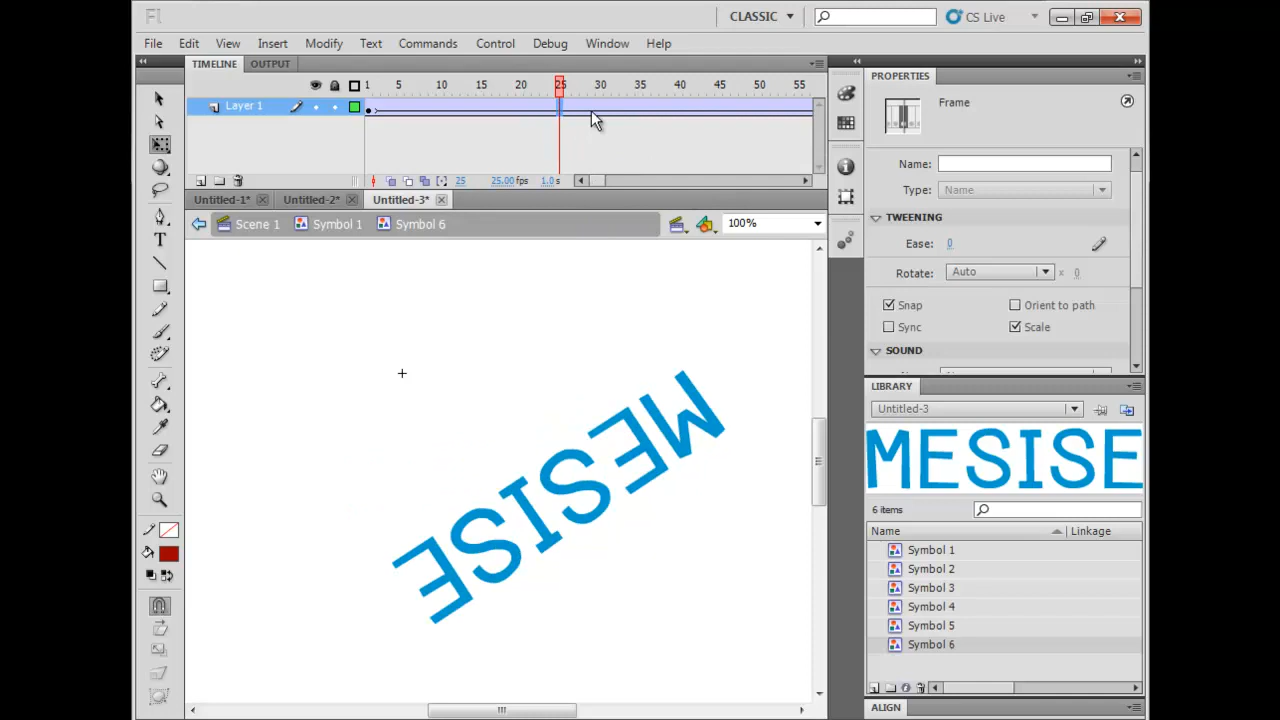 Fl CLASSIC CS Live
File Edit View Insert Modify Text Commands Control Debug Window Help
TIMELINE OUTPUT
1 5 10 15 20 25 30 35 40 45 50 55
Layer 1
25 25.00 fps 1.0 s
Untitled-1* Untitled-2* Untitled-3*
Scene 1 Symbol 1 Symbol 6 100%
MESISE
PROPERTIES
Frame
Name:
Type: Name
TWEENING
Ease: 0
Rotate: Auto x 0
Snap Orient to path
Sync Scale
SOUND
LIBRARY
Untitled-3
MESISE
6 items
Name Linkage
Symbol 1
Symbol 2
Symbol 3
Symbol 4
Symbol 5
Symbol 6
ALIGN